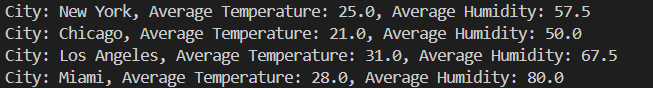 City: New York, Average Temperature: 25.0, Average Humidity: 57.5
City: Chicago, Average Temperature: 21.0, Average Humidity: 50.0
City: Los Angeles, Average Temperature: 31.0, Average Humidity: 67.5
City: Miami, Average Temperature: 28.0, Average Humidity: 80.0